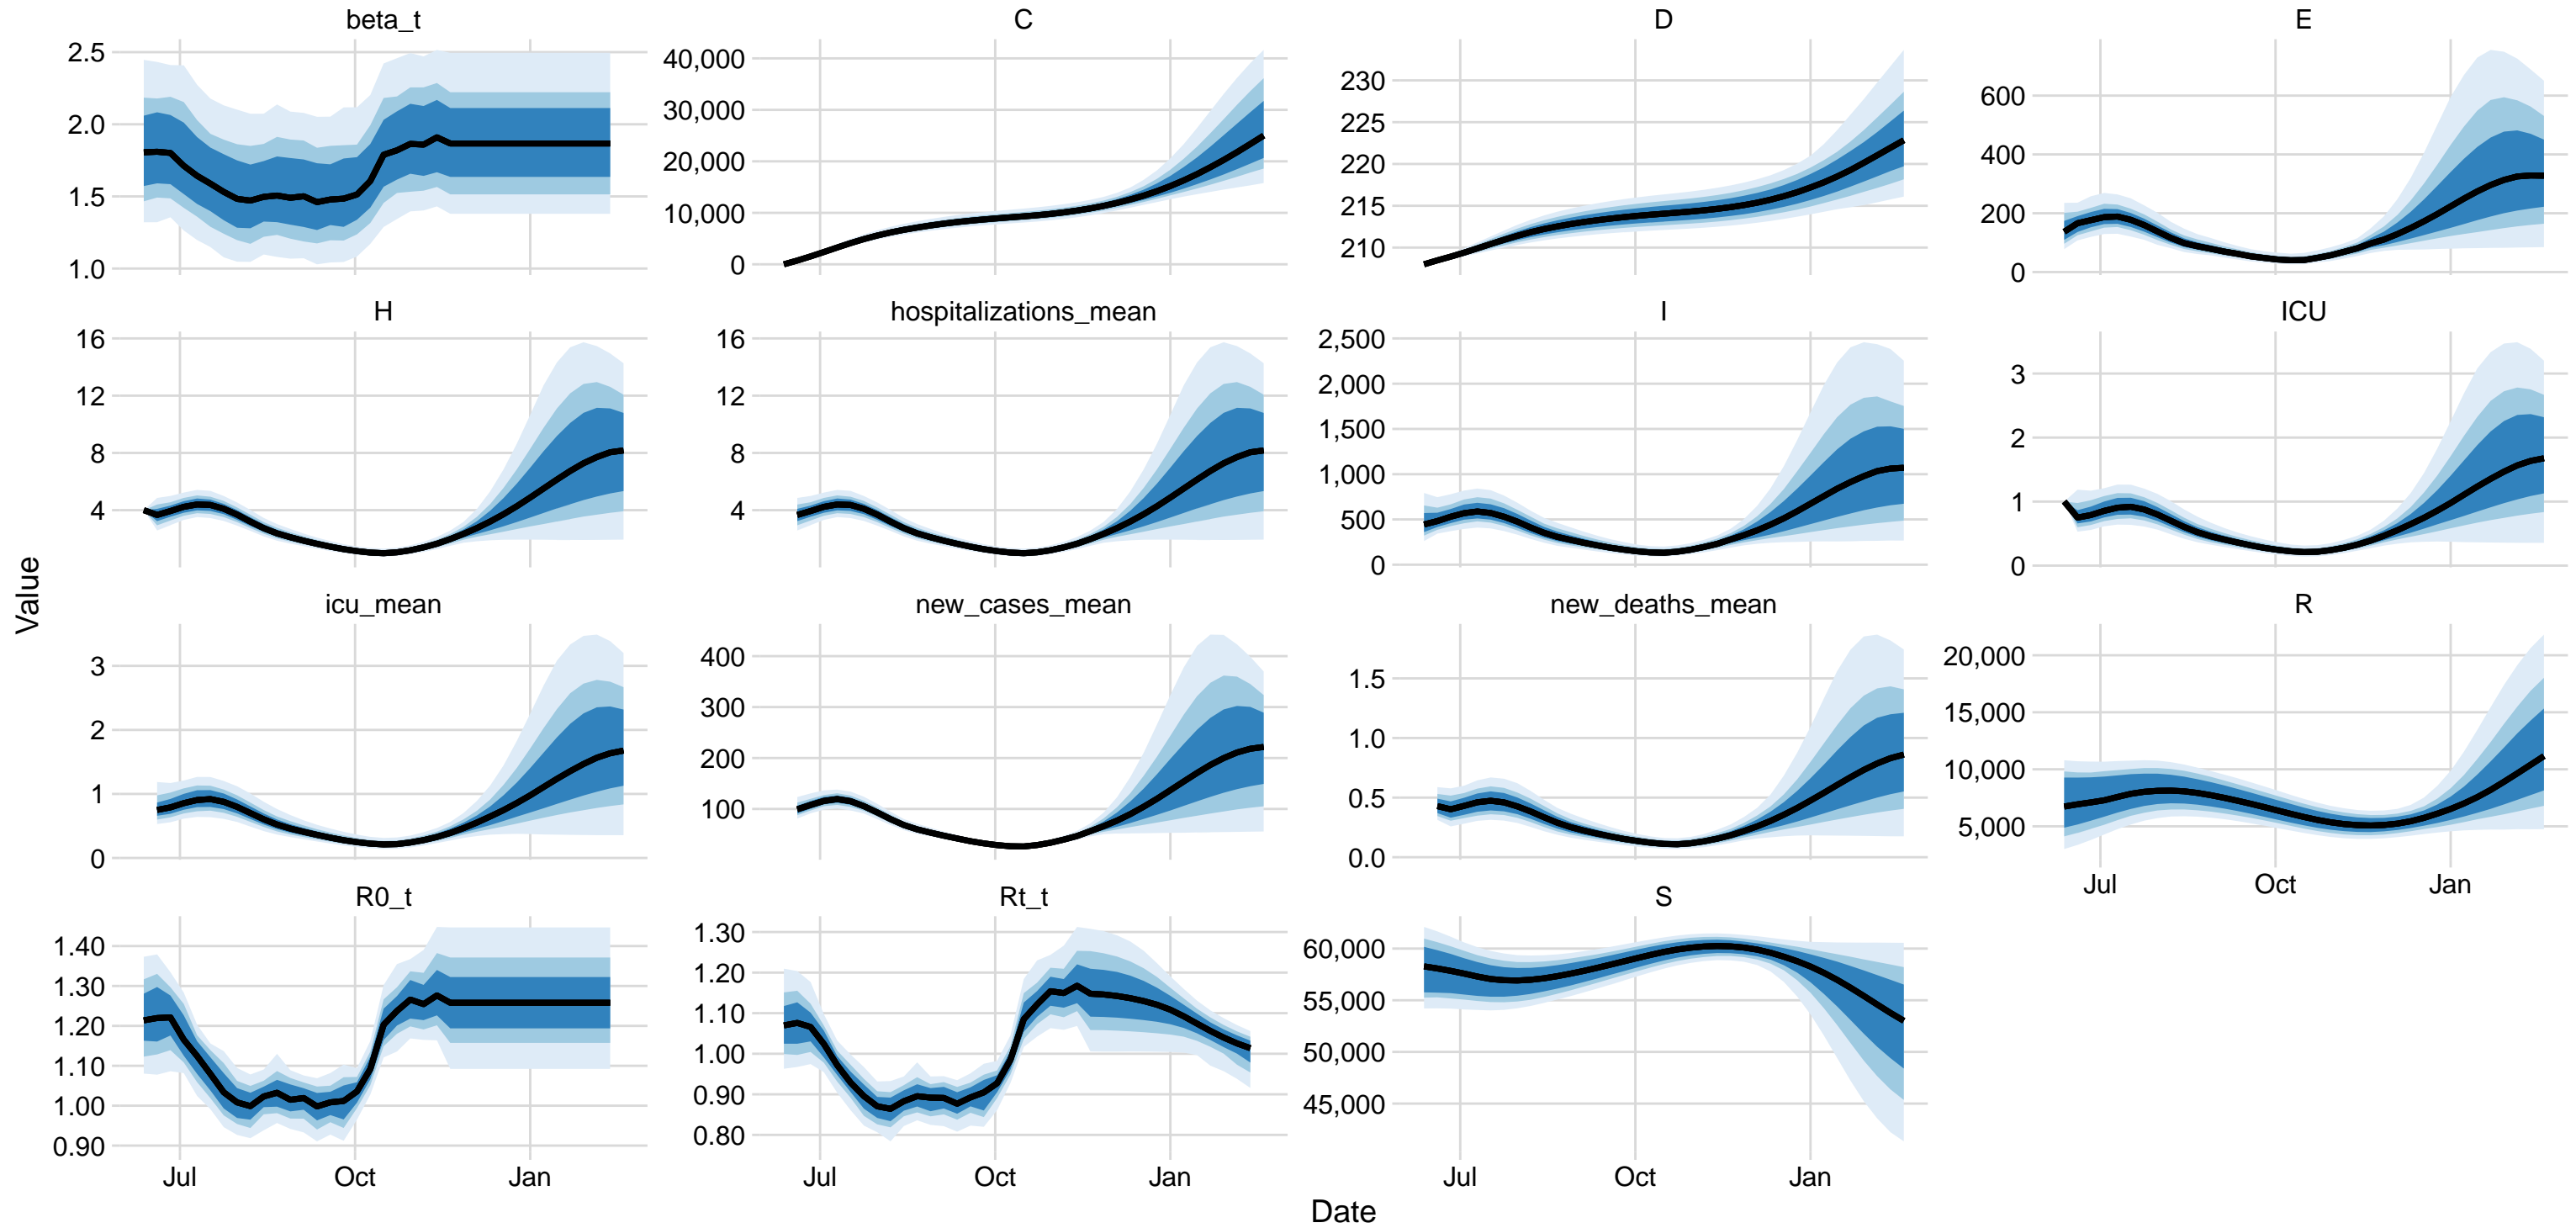 beta_t
C
D
E
2.5
2.0
1.5
1.0
40,000
30,000
20,000
10,000
0
230
225
220
215
210
600
400
200
0
H
hospitalizations_mean
I
ICU
16
12
8
4
16
12
8
4
2,500
2,000
1,500
1,000
500
0
3
2
1
0
Value
icu_mean
new_cases_mean
new_deaths_mean
R
3
2
1
0
400
300
200
100
1.5
1.0
0.5
0.0
20,000
15,000
10,000
5,000
Jul
Oct
Jan
R0_t
Rt_t
S
1.40
1.30
1.20
1.10
1.00
0.90
1.30
1.20
1.10
1.00
0.90
0.80
60,000
55,000
50,000
45,000
Jul
Oct
Jan
Jul
Oct
Jan
Jul
Oct
Jan
Date